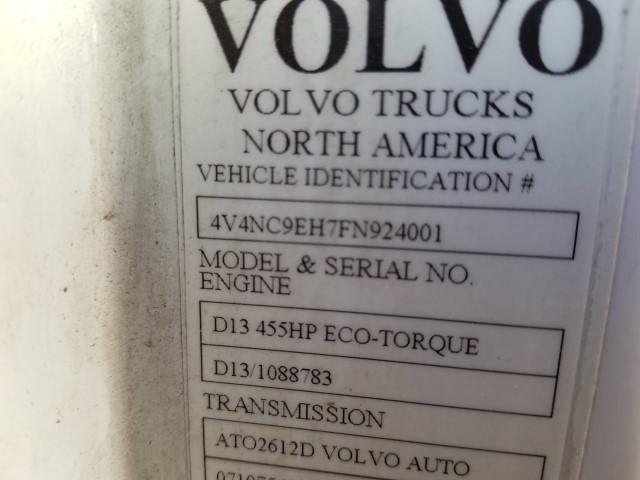 VOLVO
VOLVO TRUCKS
NORTH AMERICA
VEHICLE IDENTIFICATION #
4V4NC9EH7FN924001
MODEL & SERIAL NO.
ENGINE
D13 455HP ECO-TORQUE
D13/1088783
TRANSMISSION
ATO2612D VOLVO AUTO